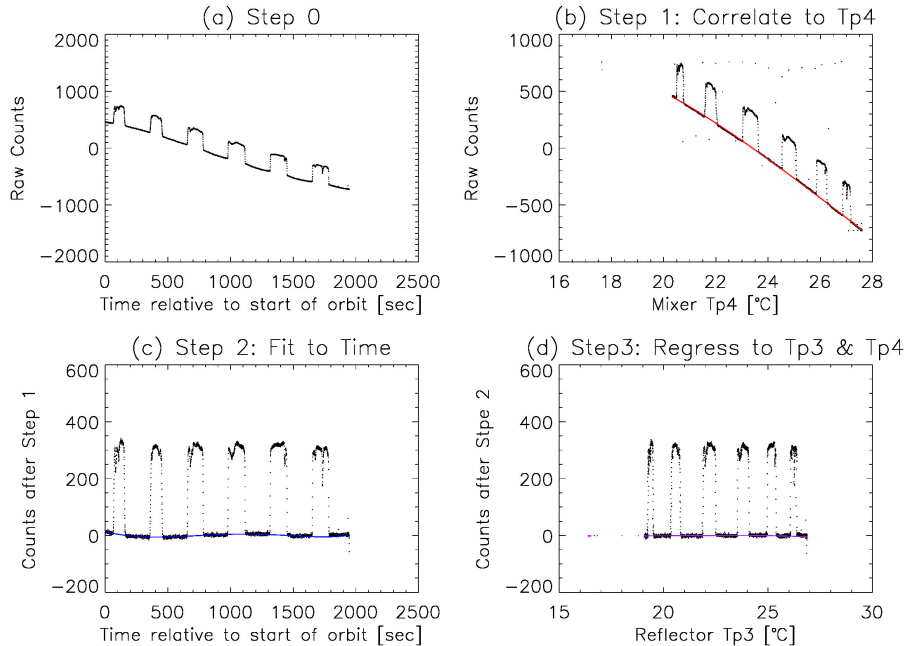 (a) Step 0
2000
1000
0
−1000
−2000
Raw Counts
0 500 1000 1500 2000 2500
Time relative to start of orbit [sec]
(b) Step 1: Correlate to Tp4
1000
500
0
−500
−1000
Raw Counts
16 18 20 22 24 26 28
Mixer Tp4 [°C]
(c) Step 2: Fit to Time
600
400
200
0
−200
Counts after Step 1
0 500 1000 1500 2000 2500
Time relative to start of orbit [sec]
(d) Step3: Regress to Tp3 & Tp4
600
400
200
0
−200
Counts after Stpe 2
15 20 25 30
Reflector Tp3 [°C]